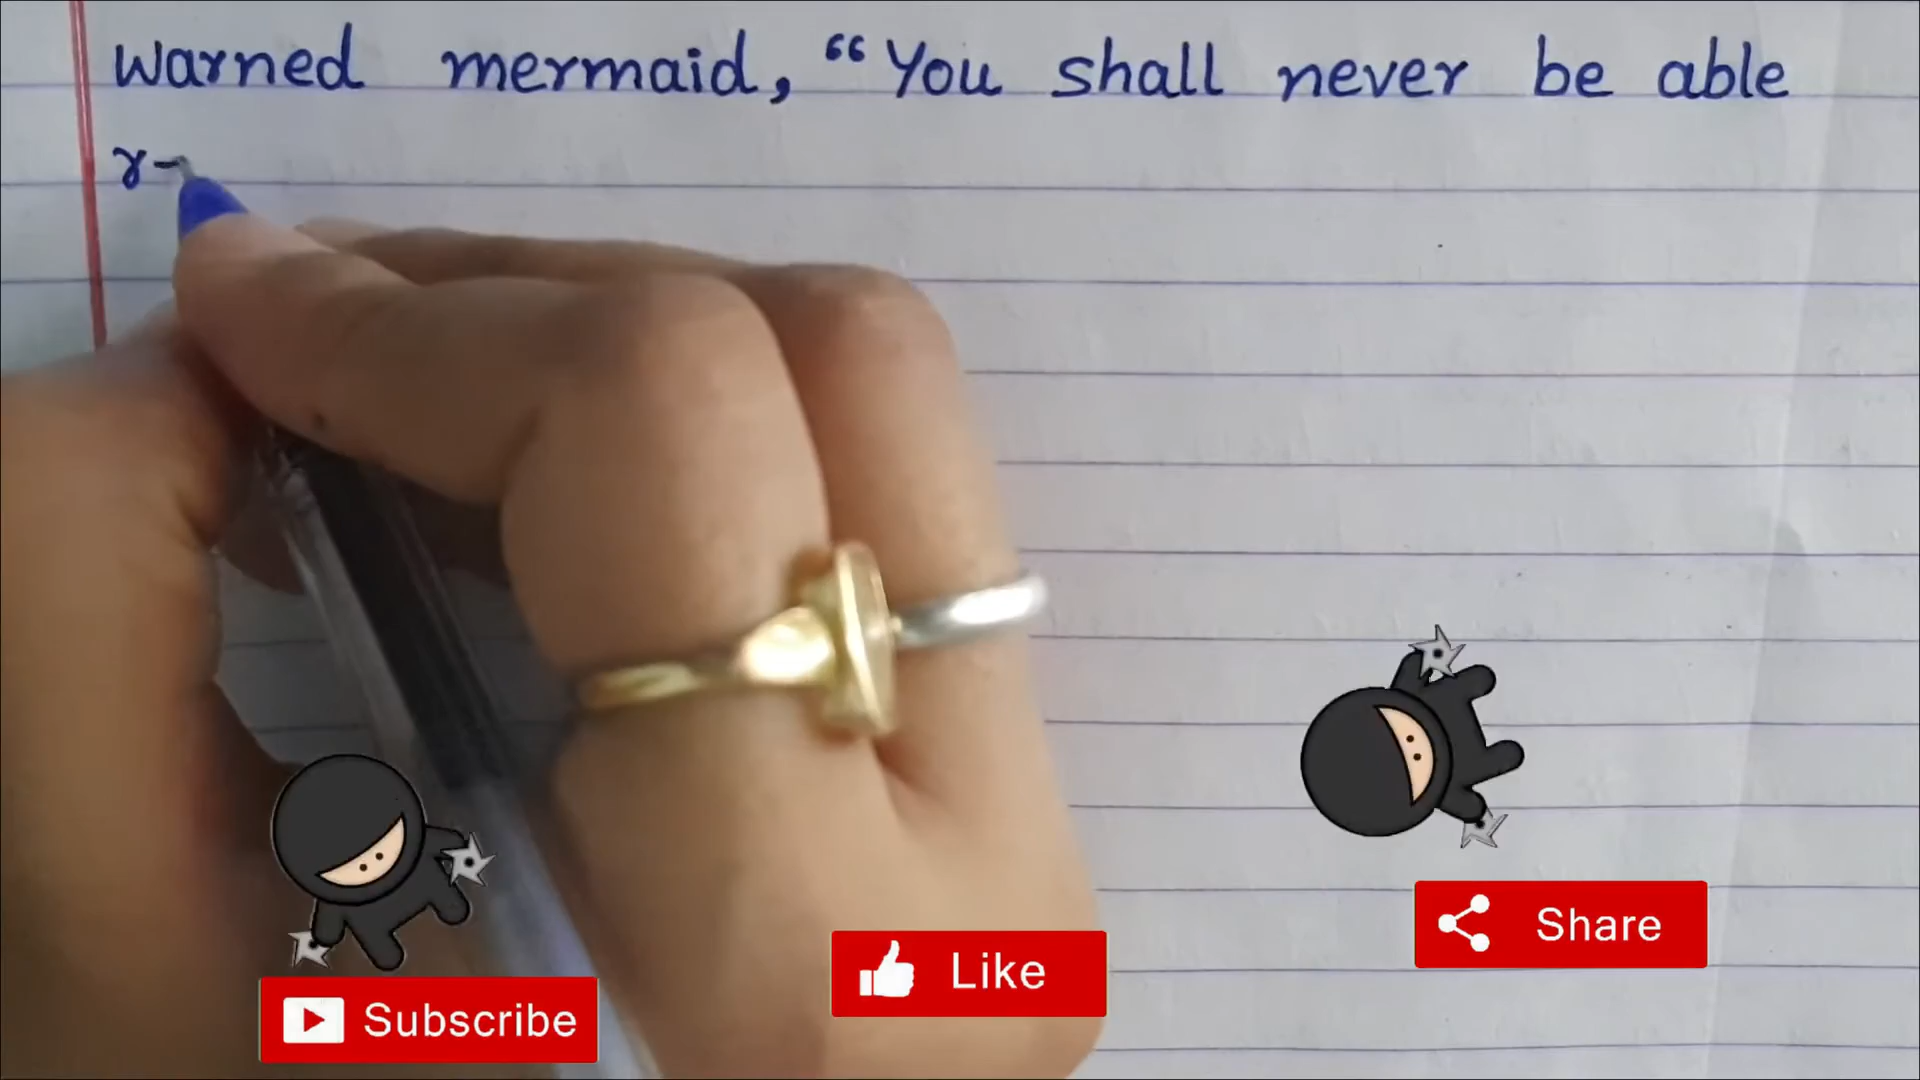 warned mermaid, “You shall never be able
r
Subscribe
Like
Share